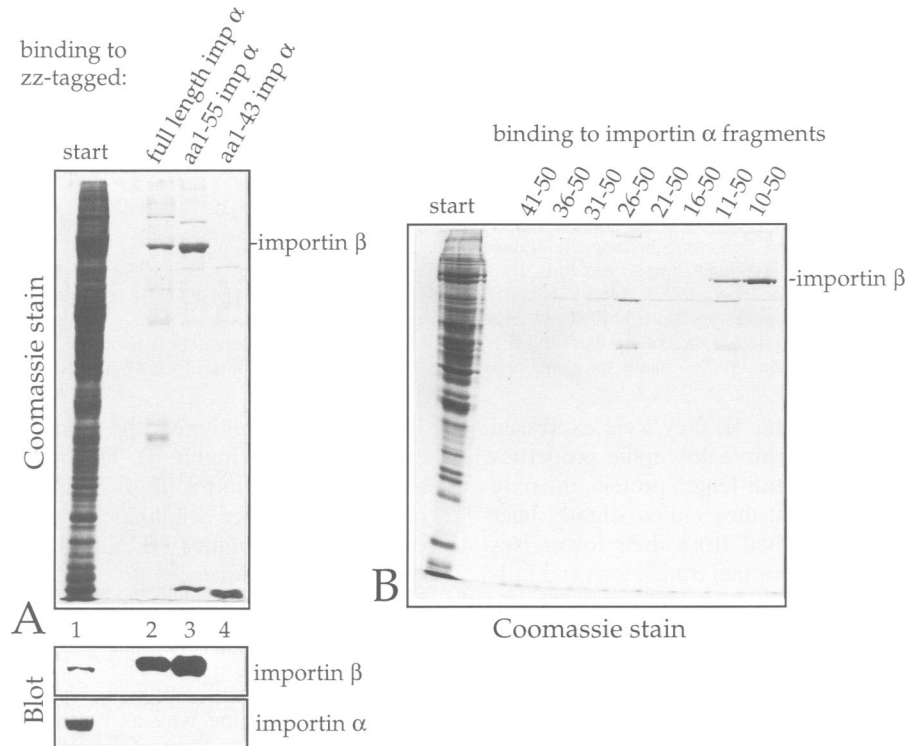 binding to
zz-tagged:
start
full length imp α
aa1-55 imp α
aa1-43 imp α
-importin β
Coomassie stain
A
1 2 3 4
Blot
importin β
importin α
binding to importin α fragments
start
41-50
36-50
31-50
26-50
21-50
16-50
11-50
10-50
-importin β
B
Coomassie stain